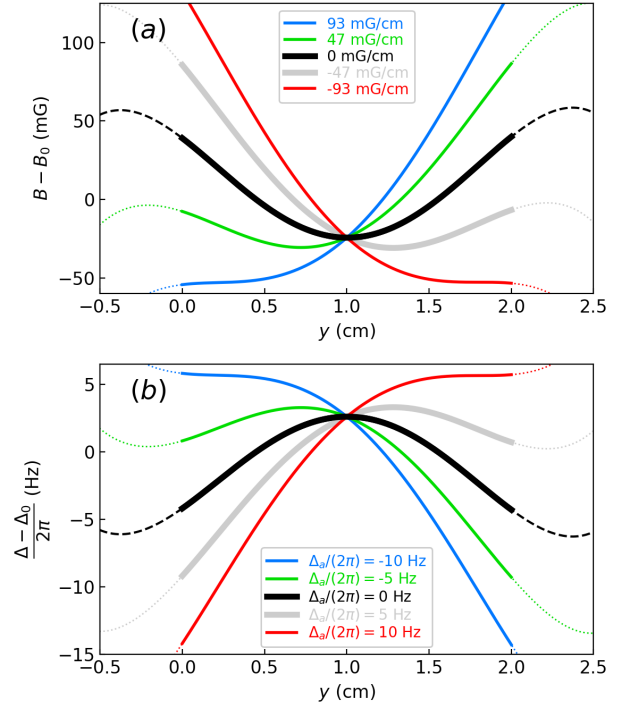 (a)
93 mG/cm
47 mG/cm
0 mG/cm
-47 mG/cm
-93 mG/cm
100
50
0
−50
B − B₀ (mG)
−0.5 0.0 0.5 1.0 1.5 2.0 2.5
y (cm)
(b)
5
0
−5
−10
−15
Δ − Δ₀ / 2π (Hz)
Δₐ/(2π) = -10 Hz
Δₐ/(2π) = -5 Hz
Δₐ/(2π) = 0 Hz
Δₐ/(2π) = 5 Hz
Δₐ/(2π) = 10 Hz
−0.5 0.0 0.5 1.0 1.5 2.0 2.5
y (cm)